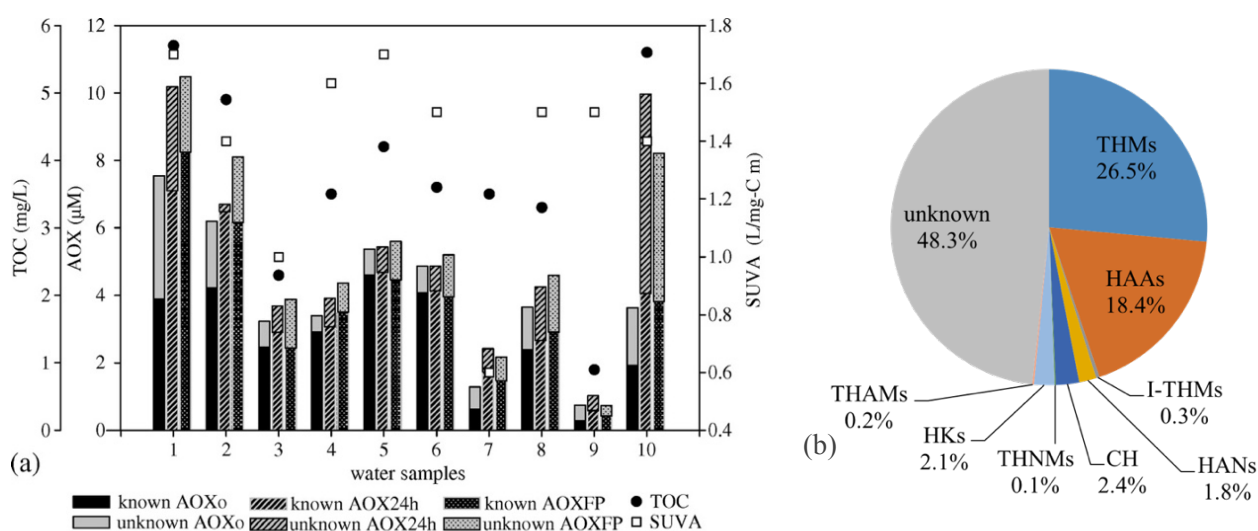 TOC (mg/L)
6
5
4
3
2
1
0
AOX (μM)
12
10
8
6
4
2
0
SUVA (L/mg-C m)
1.8
1.6
1.4
1.2
1.0
0.8
0.6
0.4
1 2 3 4 5 6 7 8 9 10
water samples
(a)
known AOXo known AOX24h known AOXFP TOC
unknown AOXo unknown AOX24h unknown AOXFP SUVA
THMs
26.5%
unknown
48.3%
HAAs
18.4%
I-THMs
0.3%
HANs
1.8%
CH
2.4%
THNMs
0.1%
HKs
2.1%
THAMs
0.2%
(b)